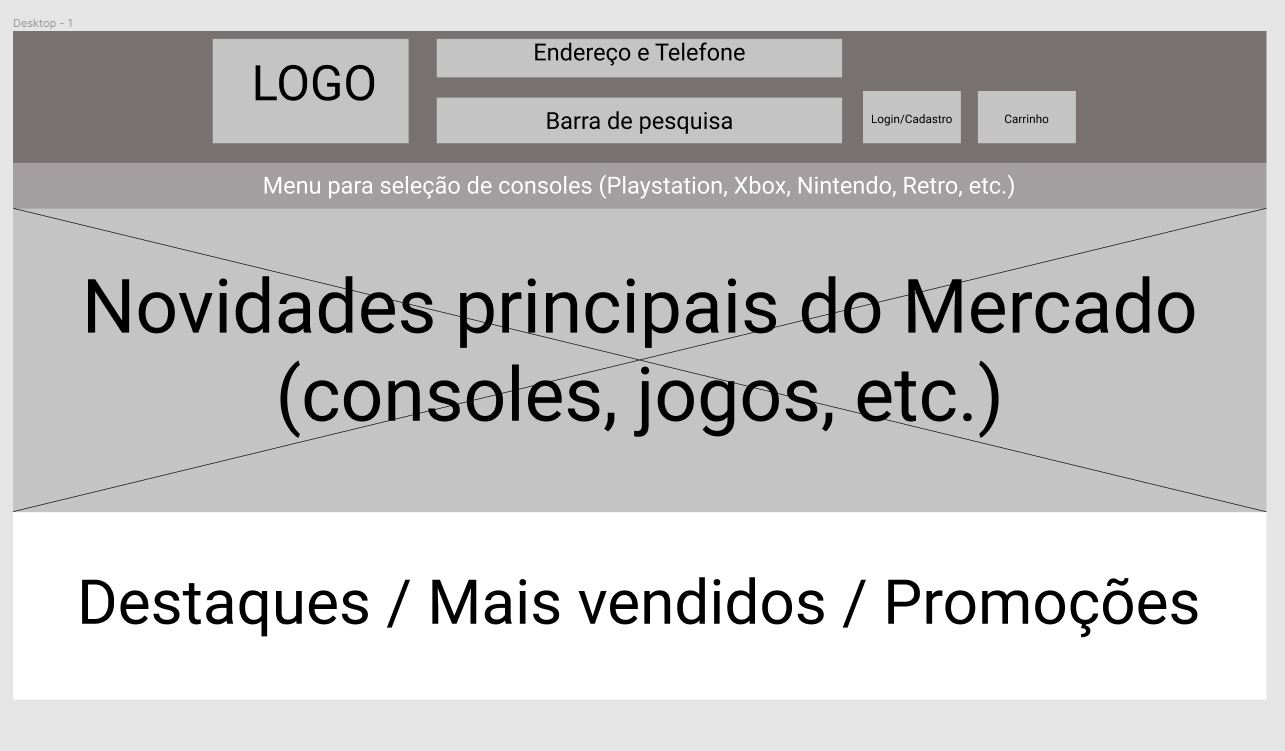 Desktop - 1
LOGO
Endereço e Telefone
Barra de pesquisa
Login/Cadastro
Carrinho
Menu para seleção de consoles (Playstation, Xbox, Nintendo, Retro, etc.)
Novidades principais do Mercado
(consoles, jogos, etc.)
Destaques / Mais vendidos / Promoções